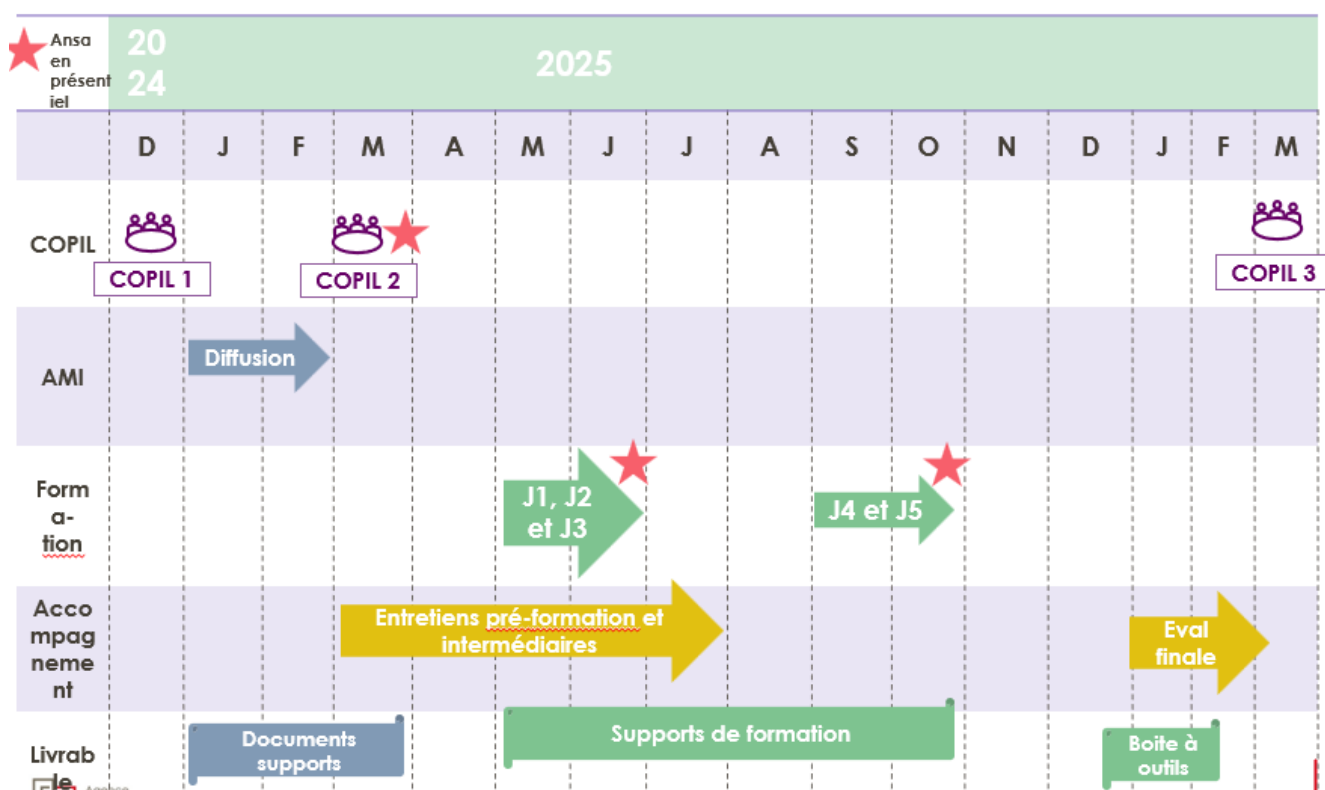 Ansa
en
présent
iel
20
24
2025
D J F M A M J J A S O N D J F M
COPIL
COPIL 1
COPIL 2
COPIL 3
AMI
Diffusion
Form
a-
tion
J1, J2
et J3
J4 et J5
Acco
mpag
neme
nt
Entretiens pré-formation et
intermédiaires
Eval
finale
Livrab
le
Documents
supports
Supports de formation
Boite à
outils